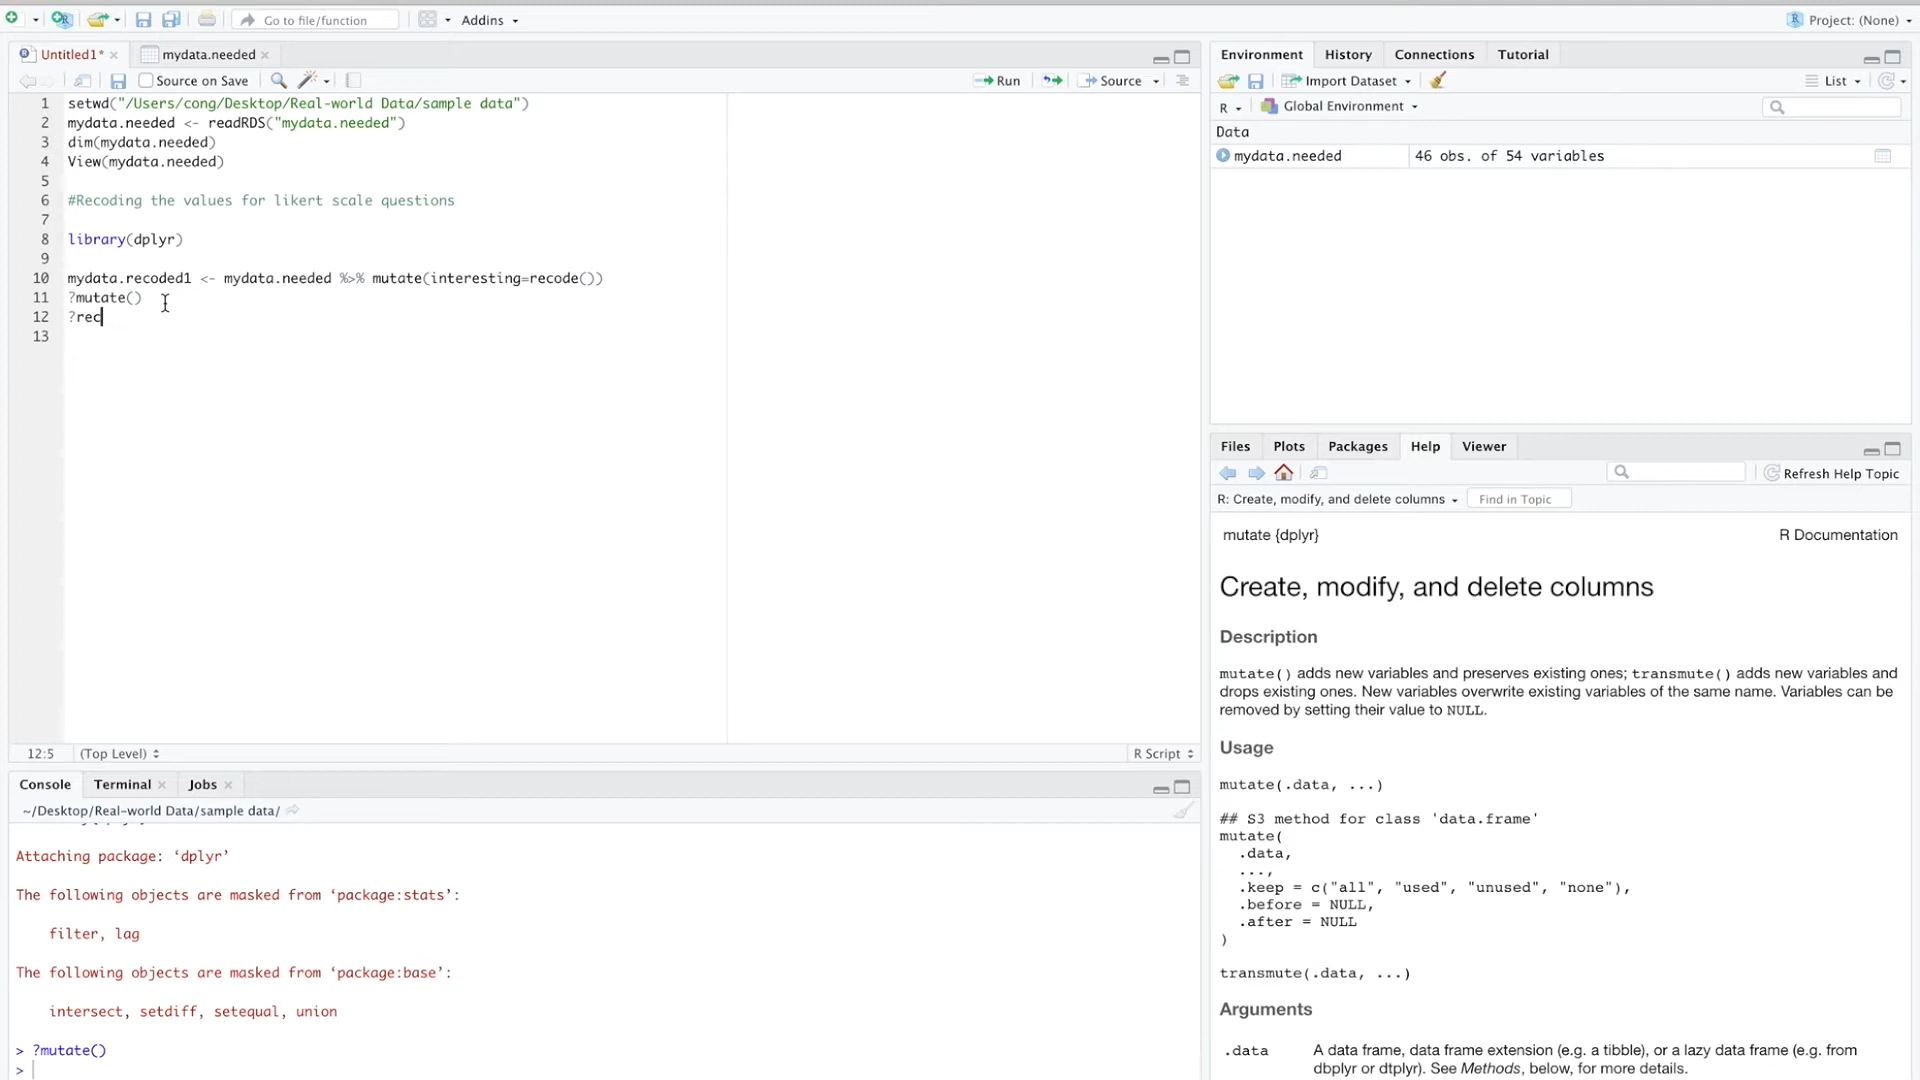 Go to file/function
Addins
Project: (None)
Untitled1*
mydata.needed
Source on Save
Run
Source
1 setwd("/Users/cong/Desktop/Real-world Data/sample data")
2 mydata.needed <- readRDS("mydata.needed")
3 dim(mydata.needed)
4 View(mydata.needed)
5
6 #Recoding the values for likert scale questions
7
8 library(dplyr)
9
10 mydata.recoded1 <- mydata.needed %>% mutate(interesting=recode())
11 ?mutate()
12 ?rec
13
12:5 (Top Level) R Script
Console Terminal Jobs
~/Desktop/Real-world Data/sample data/
Attaching package: ‘dplyr’
The following objects are masked from ‘package:stats’:
filter, lag
The following objects are masked from ‘package:base’:
intersect, setdiff, setequal, union
> ?mutate()
>
Environment History Connections Tutorial
Import Dataset List
R Global Environment
Data
mydata.needed 46 obs. of 54 variables
Files Plots Packages Help Viewer
Refresh Help Topic
R: Create, modify, and delete columns Find in Topic
mutate {dplyr} R Documentation
Create, modify, and delete columns
Description
mutate() adds new variables and preserves existing ones; transmute() adds new variables and
drops existing ones. New variables overwrite existing variables of the same name. Variables can be
removed by setting their value to NULL.
Usage
mutate(.data, ...)
## S3 method for class 'data.frame'
mutate(
.data,
...,
.keep = c("all", "used", "unused", "none"),
.before = NULL,
.after = NULL
)
transmute(.data, ...)
Arguments
.data A data frame, data frame extension (e.g. a tibble), or a lazy data frame (e.g. from
dbplyr or dtplyr). See Methods, below, for more details.